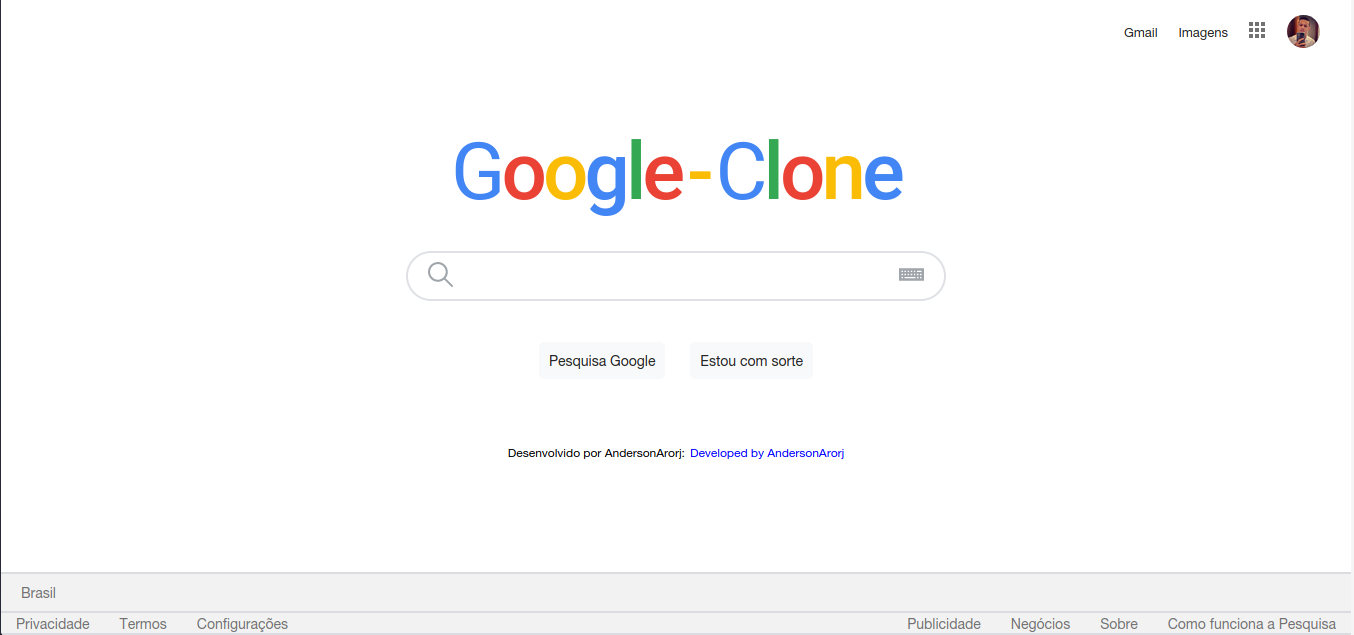 Gmail Imagens
Google-Clone
Pesquisa Google Estou com sorte
Desenvolvido por AndersonArorj: Developed by AndersonArorj
Brasil
Privacidade Termos Configurações Publicidade Negócios Sobre Como funciona a Pesquisa